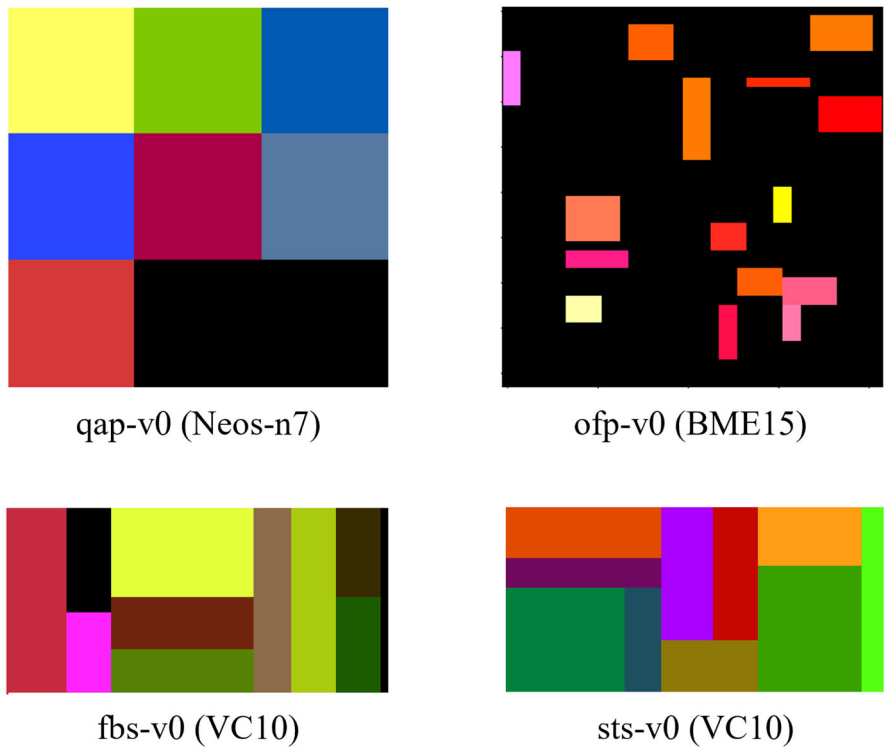 qap-v0 (Neos-n7)
ofp-v0 (BME15)
fbs-v0 (VC10)
sts-v0 (VC10)